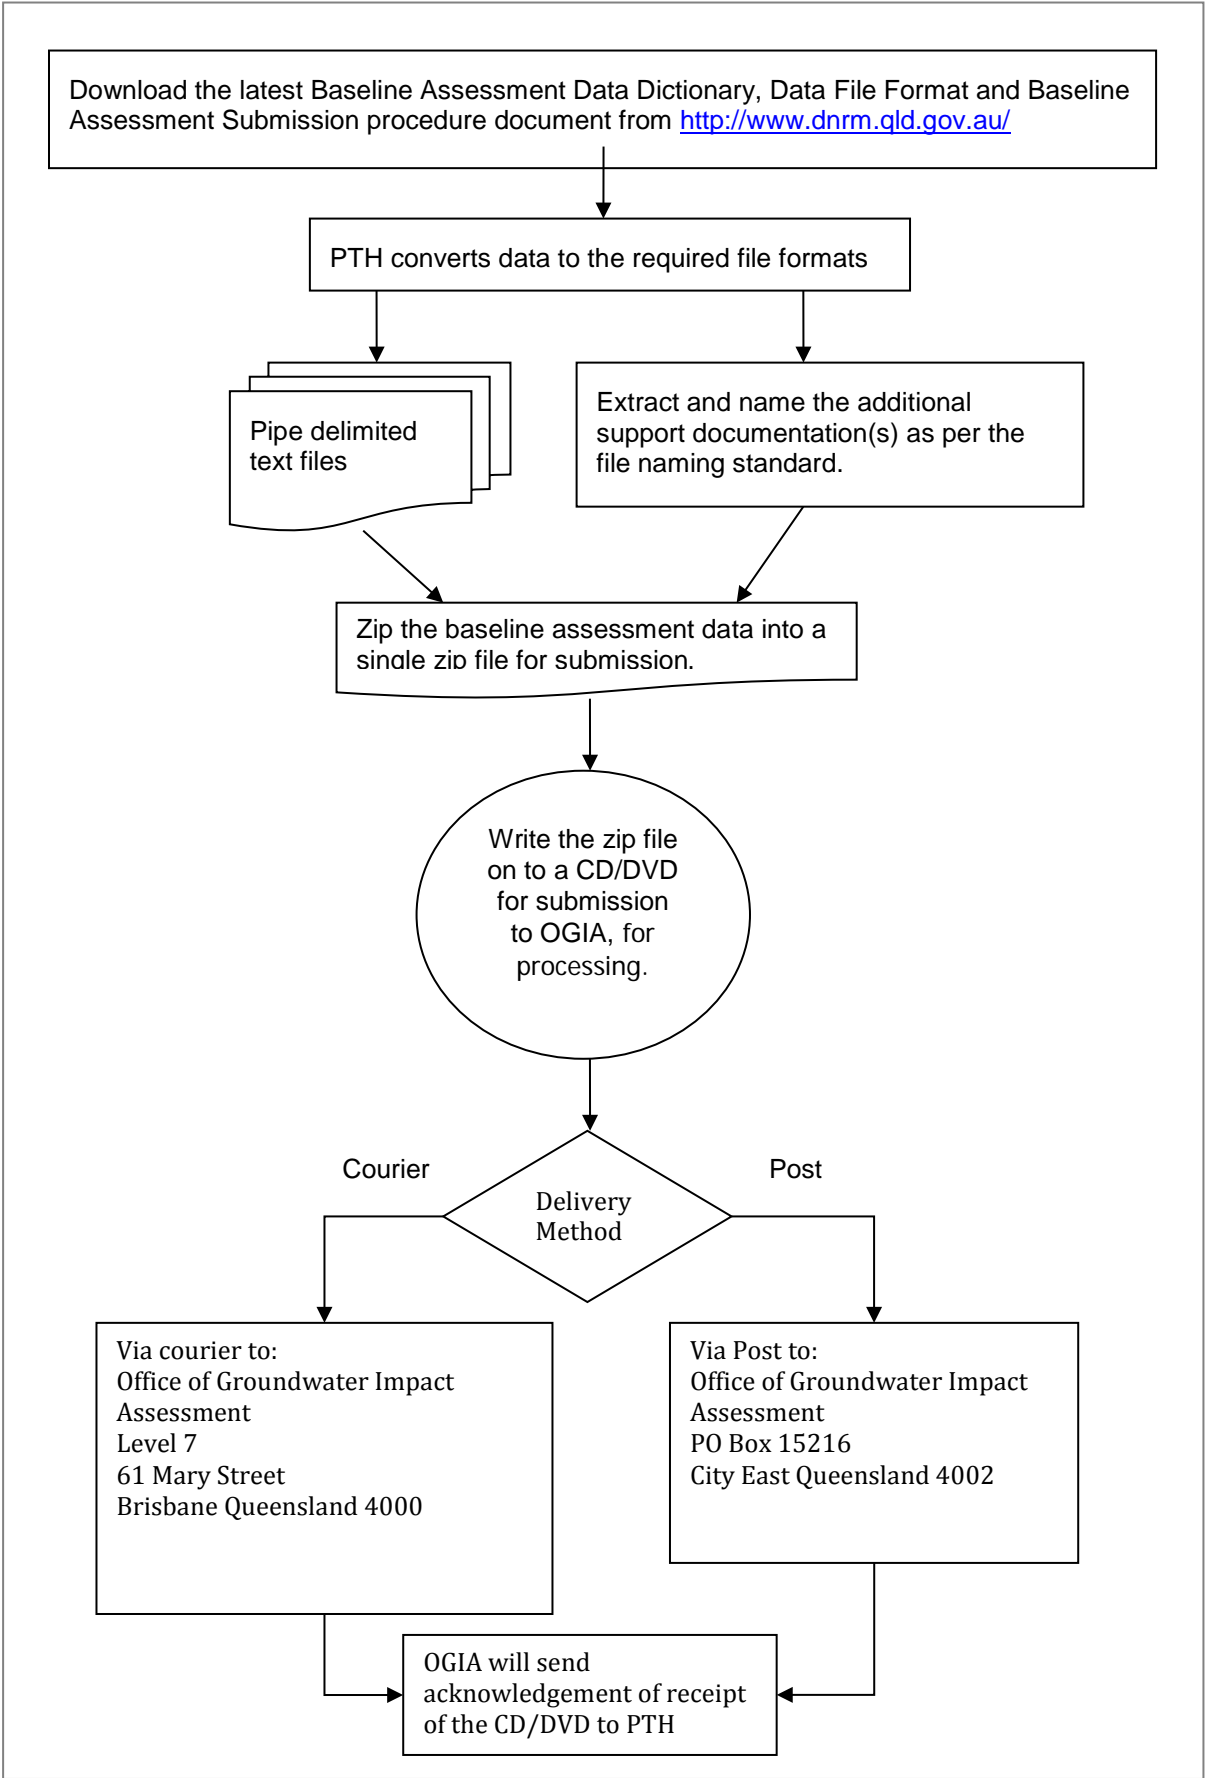 Download the latest Baseline Assessment Data Dictionary, Data File Format and Baseline
Assessment Submission procedure document from http://www.dnrm.qld.gov.au/
PTH converts data to the required file formats
Pipe delimited
text files
Extract and name the additional
support documentation(s) as per the
file naming standard.
Zip the baseline assessment data into a
single zip file for submission.
Write the zip file
on to a CD/DVD
for submission
to OGIA, for
processing.
Courier
Post
Delivery
Method
Via courier to:
Office of Groundwater Impact
Assessment
Level 7
61 Mary Street
Brisbane Queensland 4000
Via Post to:
Office of Groundwater Impact
Assessment
PO Box 15216
City East Queensland 4002
OGIA will send
acknowledgement of receipt
of the CD/DVD to PTH